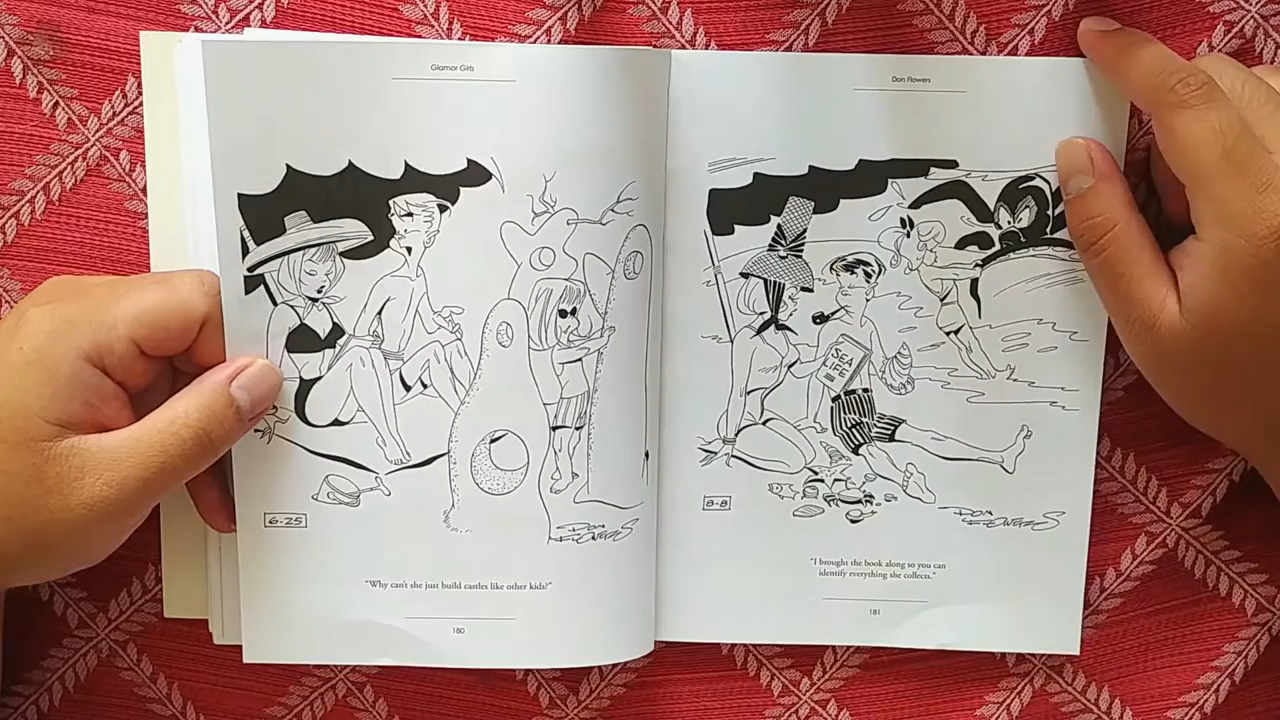 Glamor Girls
6-25
DON
FLOWERS
"Why can't she just build castles like other kids?"
180
Don Flowers
SEA
LIFE
8-8
DON
FLOWERS
"I brought the book along so you can
identify everything she collects."
181